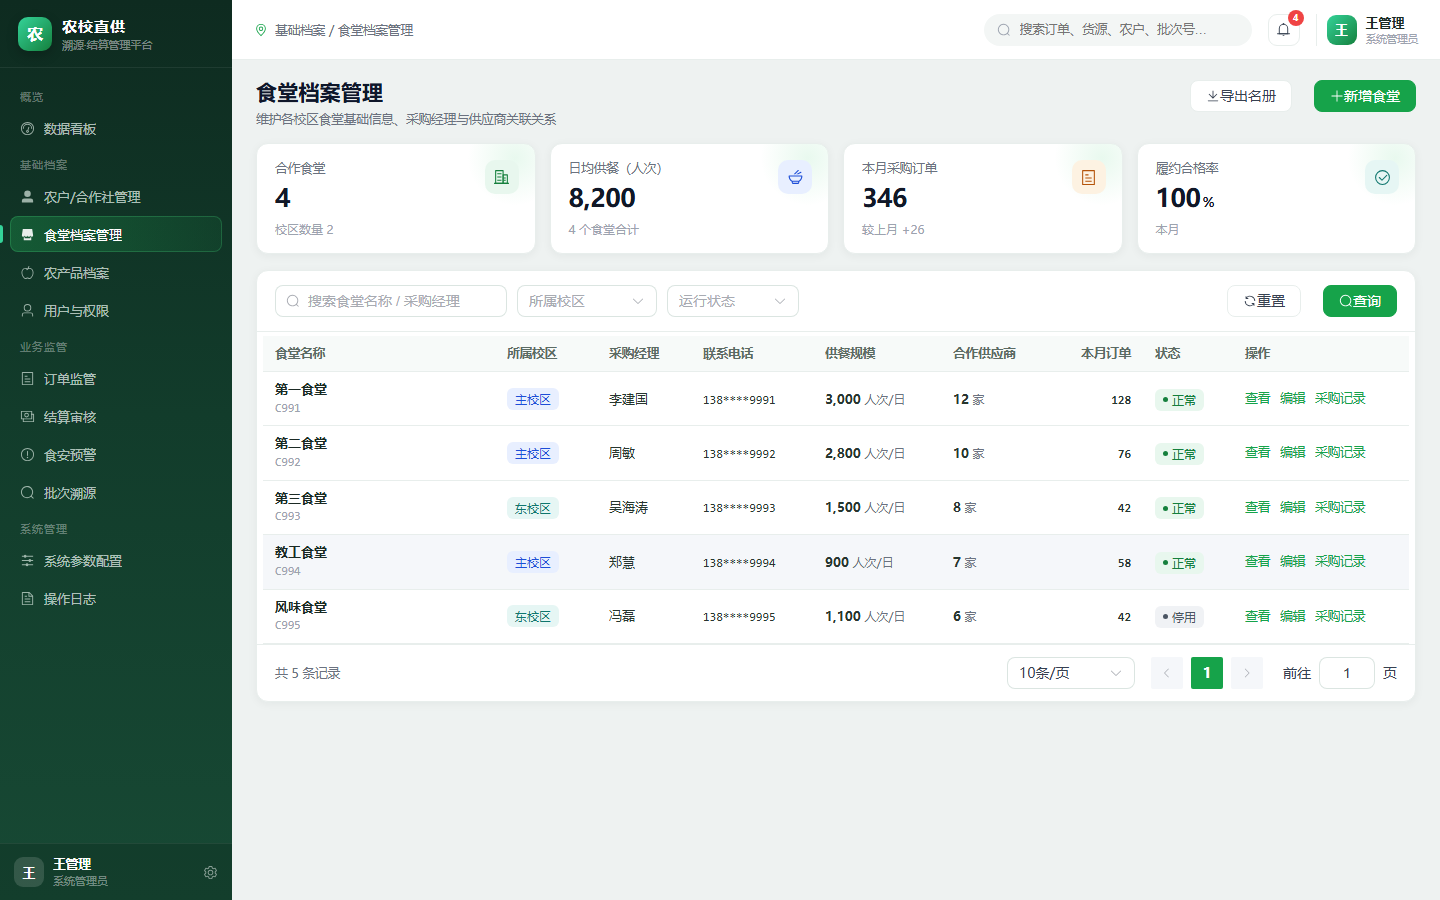 农
农校直供
溯源·结算管理平台
概览
数据看板
基础档案
农户/合作社管理
食堂档案管理
农产品档案
用户与权限
业务监管
订单监管
结算审核
食安预警
批次溯源
系统管理
系统参数配置
操作日志
王
王管理
系统管理员
基础档案 / 食堂档案管理
搜索订单、货源、农户、批次号...
4
王
王管理
系统管理员
食堂档案管理
维护各校区食堂基础信息、采购经理与供应商关联关系
导出名册
新增食堂
合作食堂
4
校区数量 2
日均供餐（人次）
8,200
4 个食堂合计
本月采购订单
346
较上月 +26
履约合格率
100%
本月
搜索食堂名称 / 采购经理
所属校区
运行状态
重置
查询
食堂名称 所属校区 采购经理 联系电话 供餐规模 合作供应商 本月订单 状态 操作
第一食堂
C991
主校区 李建国 138****9991 3,000 人次/日 12 家 128 正常 查看 编辑 采购记录
第二食堂
C992
主校区 周敏 138****9992 2,800 人次/日 10 家 76 正常 查看 编辑 采购记录
第三食堂
C993
东校区 吴海涛 138****9993 1,500 人次/日 8 家 42 正常 查看 编辑 采购记录
教工食堂
C994
主校区 郑慧 138****9994 900 人次/日 7 家 58 正常 查看 编辑 采购记录
风味食堂
C995
东校区 冯磊 138****9995 1,100 人次/日 6 家 42 停用 查看 编辑 采购记录
共 5 条记录
10条/页
1
前往 1 页